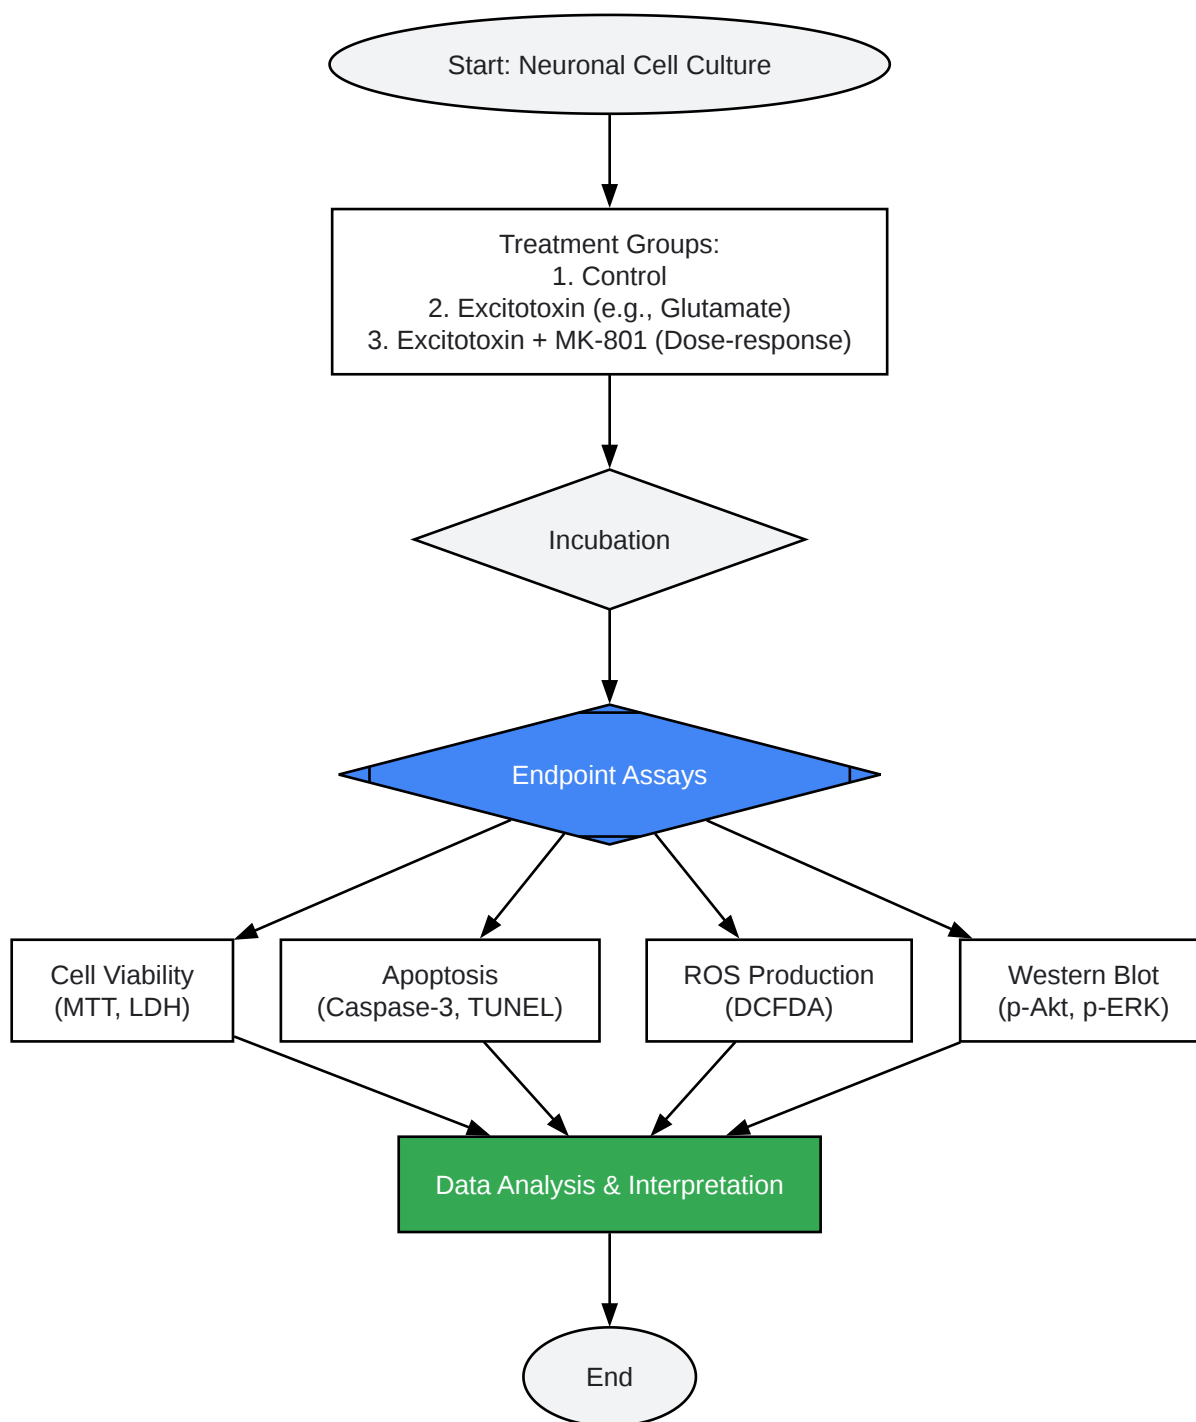 Start: Neuronal Cell Culture
Treatment Groups:
1. Control
2. Excitotoxin (e.g., Glutamate)
3. Excitotoxin + MK-801 (Dose-response)
Incubation
Endpoint Assays
Cell Viability
(MTT, LDH)
Apoptosis
(Caspase-3, TUNEL)
ROS Production
(DCFDA)
Western Blot
(p-Akt, p-ERK)
Data Analysis & Interpretation
End